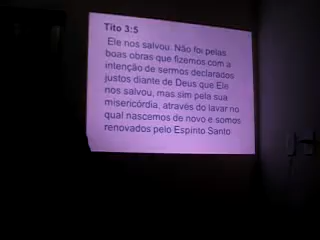 Tito 3:5
Ele nos salvou. Não foi pelas
boas obras que fizemos com a
intenção de sermos declarados
justos diante de Deus que Ele
nos salvou, mas sim pela sua
misericórdia, através do lavar no
qual nascemos de novo e somos
renovados pelo Espírito Santo